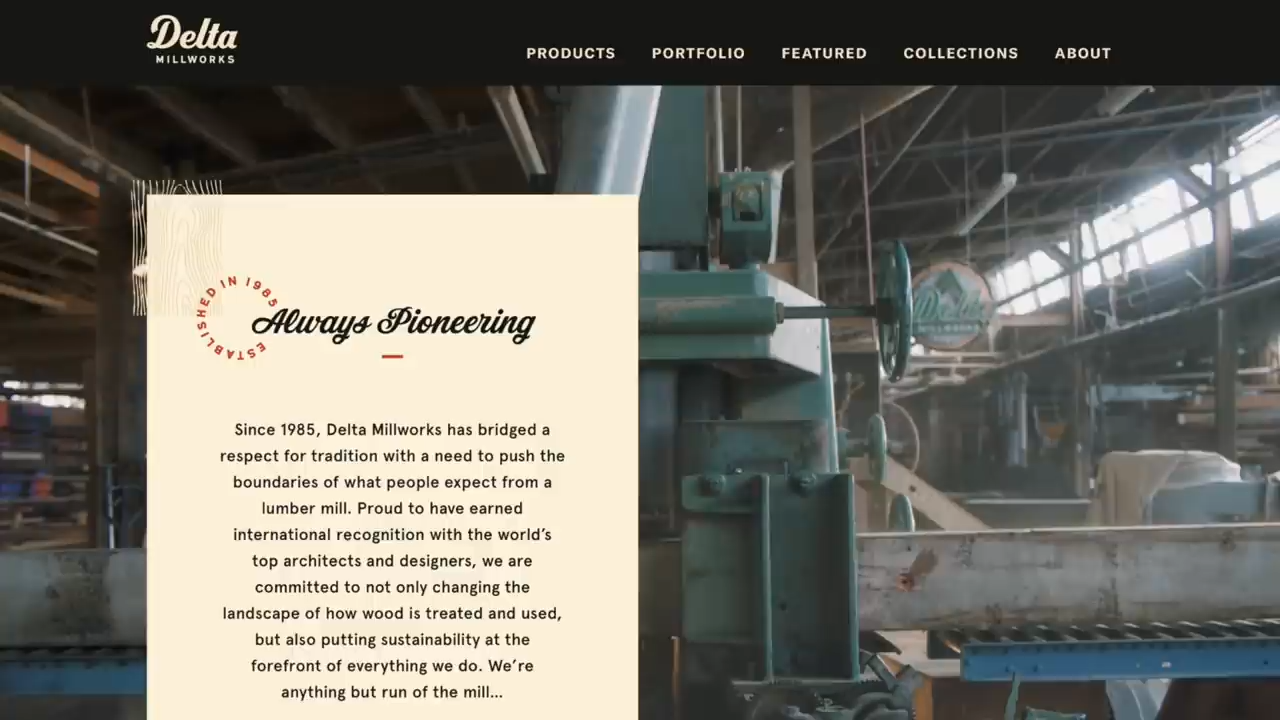 Delta
MILLWORKS
PRODUCTS PORTFOLIO FEATURED COLLECTIONS ABOUT
ESTABLISHED IN 1985
Always Pioneering
Since 1985, Delta Millworks has bridged a
respect for tradition with a need to push the
boundaries of what people expect from a
lumber mill. Proud to have earned
international recognition with the world’s
top architects and designers, we are
committed to not only changing the
landscape of how wood is treated and used,
but also putting sustainability at the
forefront of everything we do. We’re
anything but run of the mill...
Delta
MILLWORKS